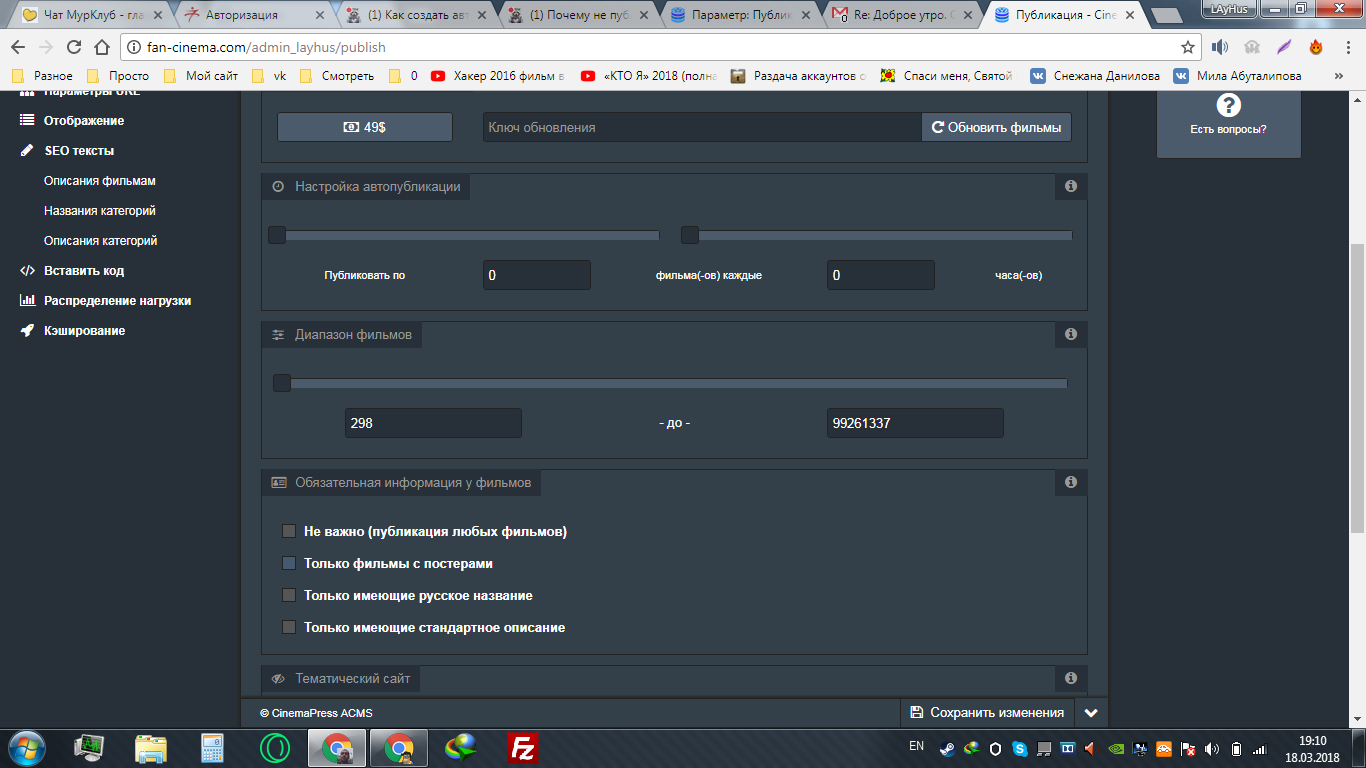 LAyHus
Чат МурКлуб - гла
Авторизация
(1) Как создать авт
(1) Почему не публ
Параметр: Публик
Re: Доброе утро. С
Публикация - Cine
fan-cinema.com/admin_layhus/publish
Разное
Просто
Мой сайт
vk
Смотреть
0
Хакер 2016 фильм в
«КТО Я» 2018 (полна
Раздача аккаунтов о
Спаси меня, Святой
Снежана Данилова
Мила Абуталипова
»
Параметры URL
Отображение
SEO тексты
Описания фильмам
Названия категорий
Описания категорий
Вставить код
Распределение нагрузки
Кэширование
49$
Ключ обновления
Обновить фильмы
Есть вопросы?
Настройка автопубликации
Публиковать по
0
фильма(-ов) каждые
0
часа(-ов)
Диапазон фильмов
298
- до -
99261337
Обязательная информация у фильмов
Не важно (публикация любых фильмов)
Только фильмы с постерами
Только имеющие русское название
Только имеющие стандартное описание
Тематический сайт
© CinemaPress ACMS
Сохранить изменения
EN
19:10
18.03.2018